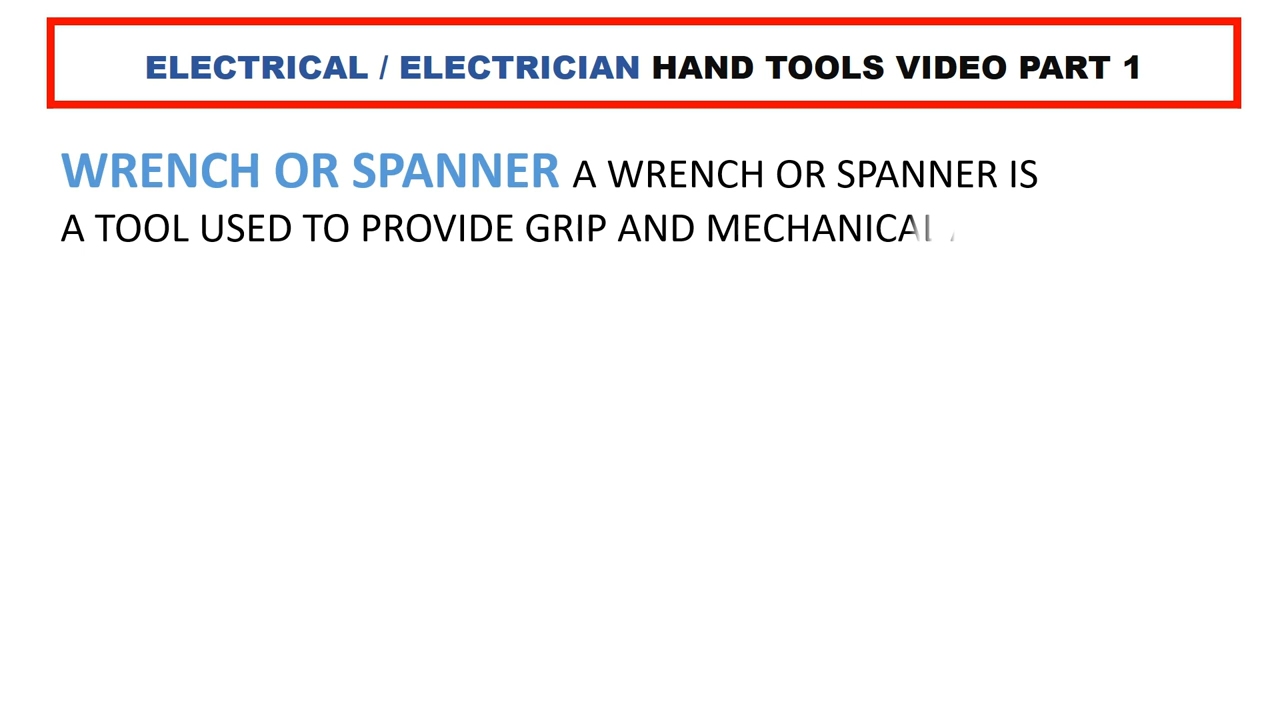 ELECTRICAL / ELECTRICIAN HAND TOOLS VIDEO PART 1
WRENCH OR SPANNER A WRENCH OR SPANNER IS
A TOOL USED TO PROVIDE GRIP AND MECHANICAL